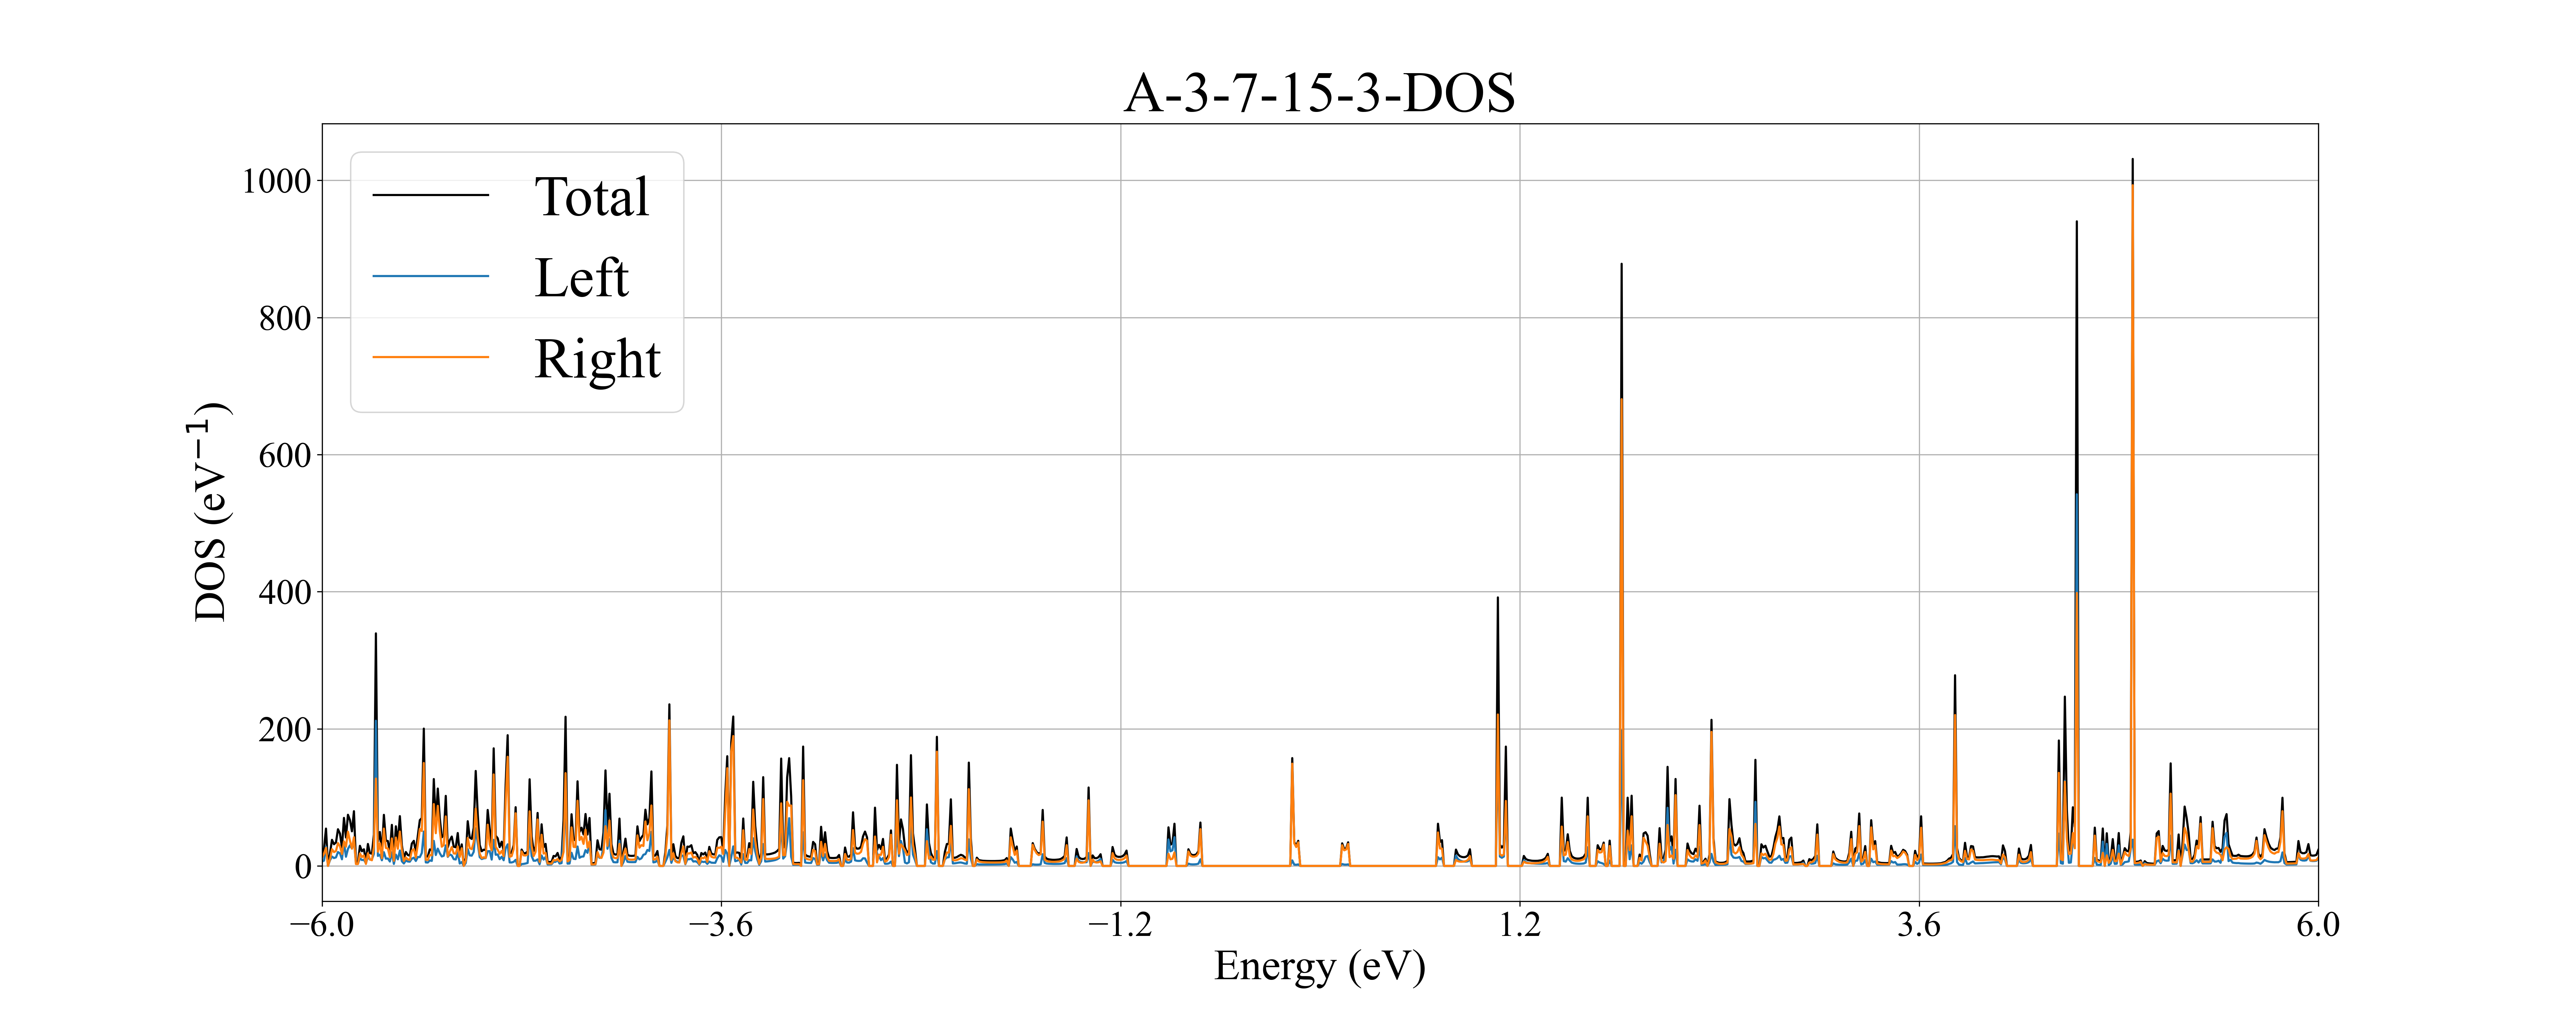 A-3-7-15-3-DOS
Total
Left
Right
DOS (eV⁻¹)
1000
800
600
400
200
0
−6.0 −3.6 −1.2 1.2 3.6 6.0
Energy (eV)